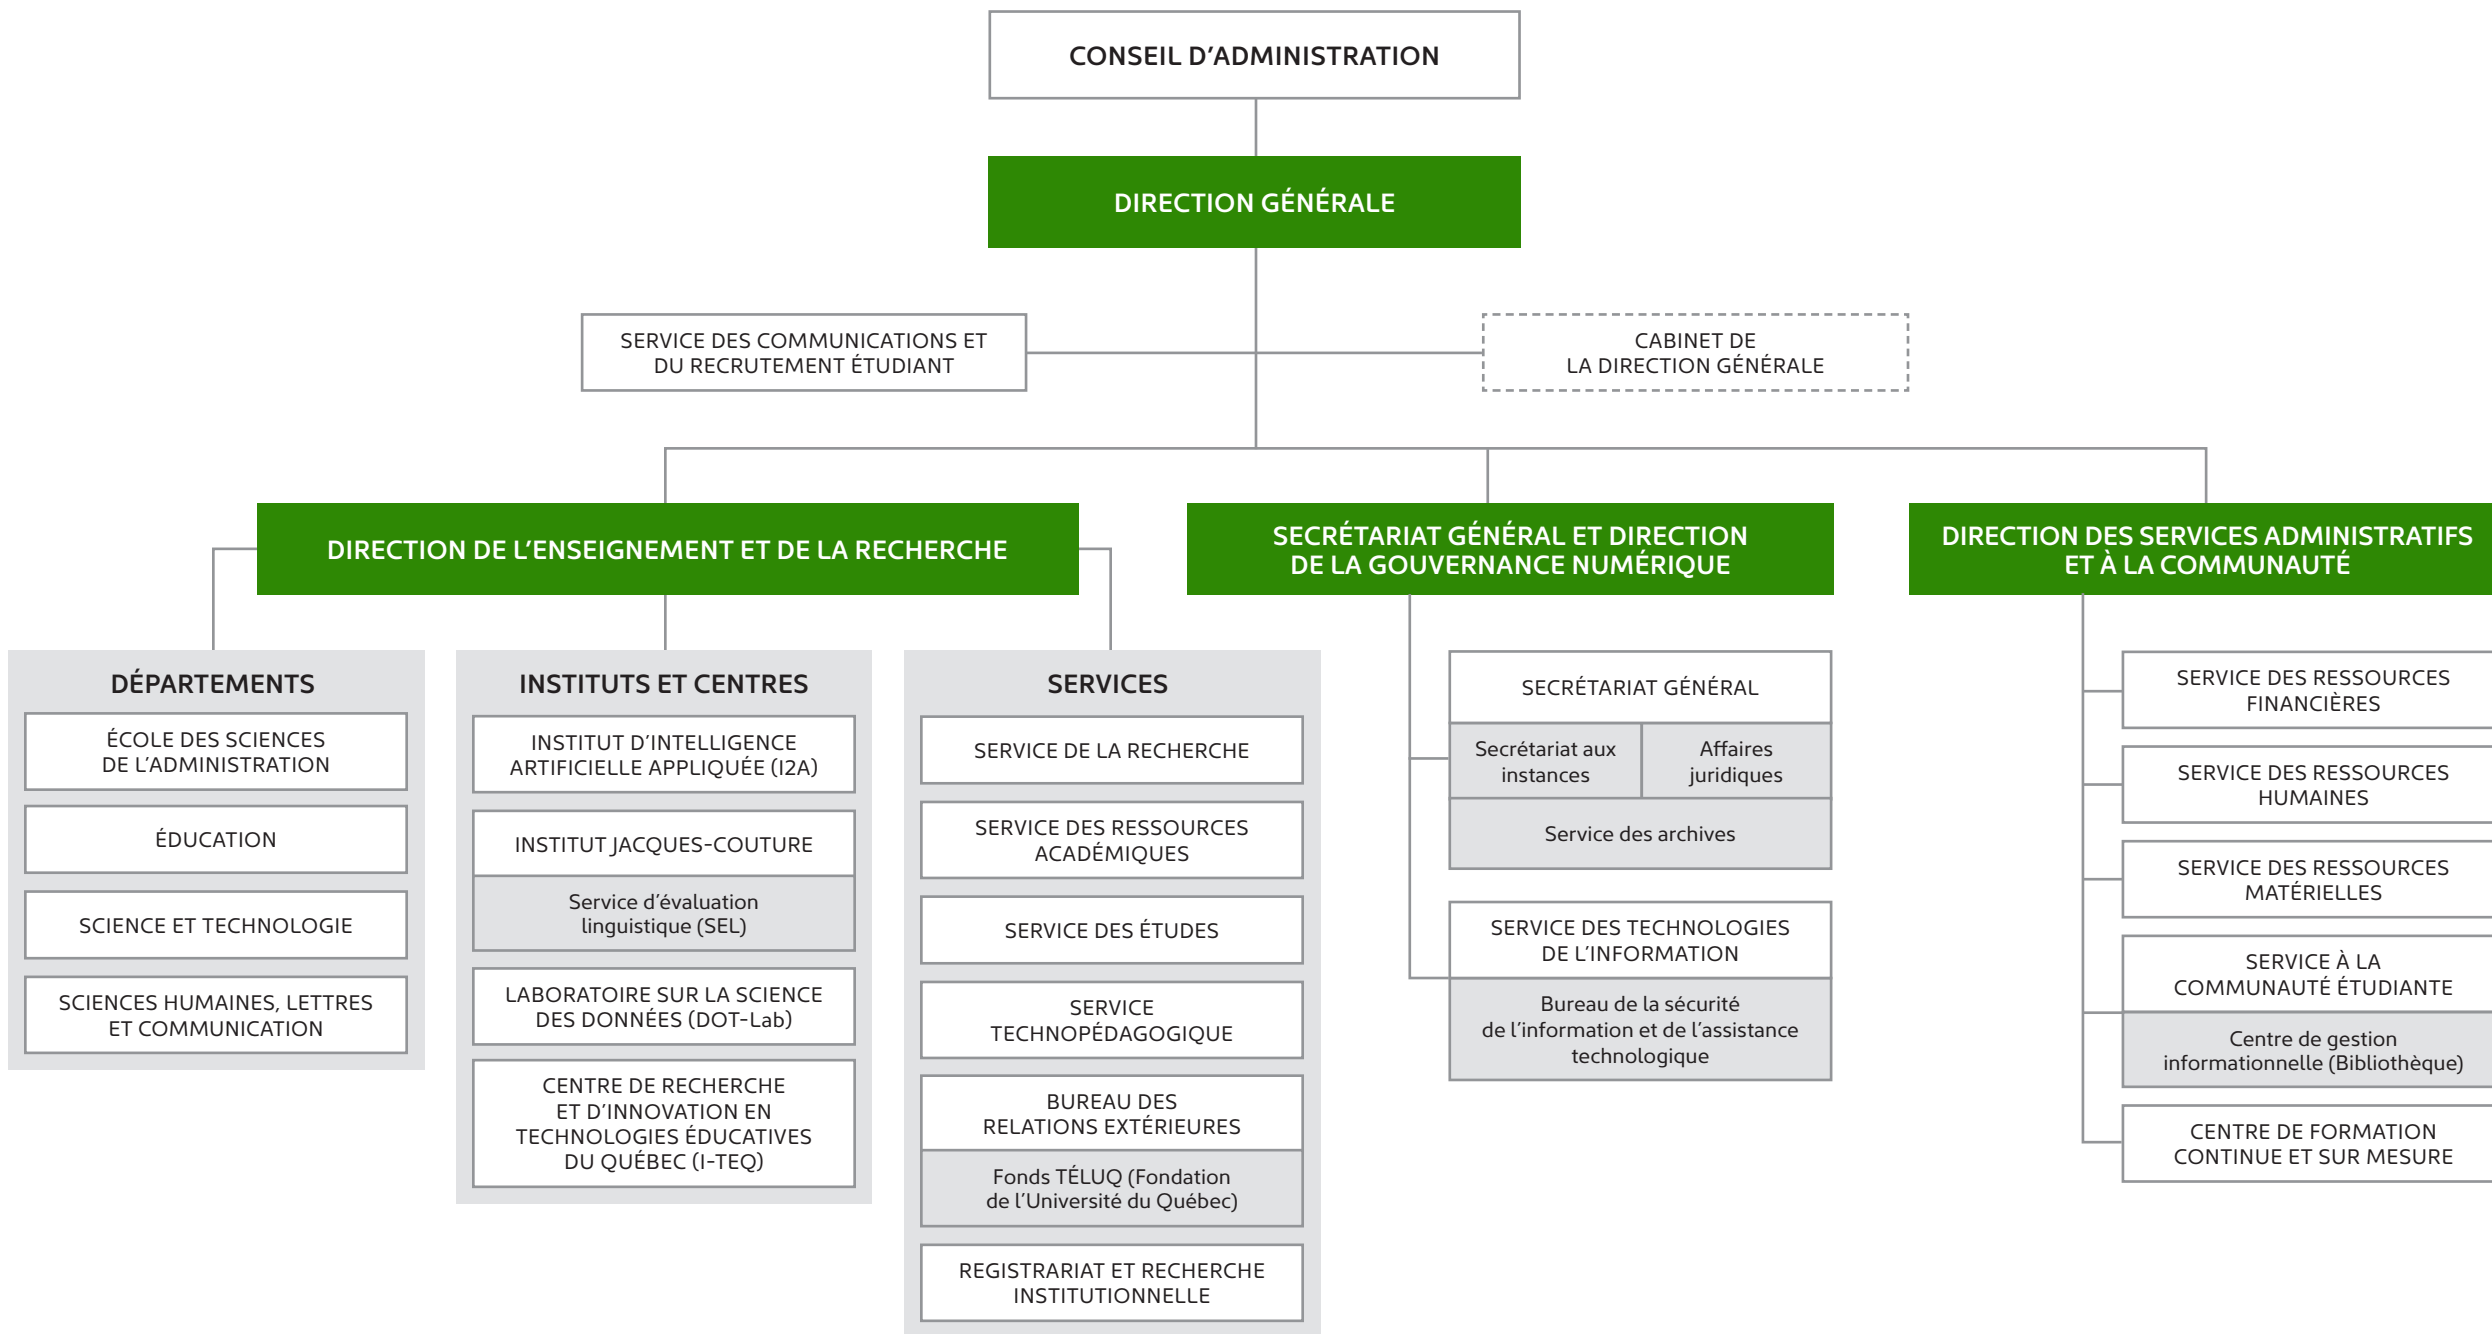 CONSEIL D’ADMINISTRATION
DIRECTION GÉNÉRALE
SERVICE DES COMMUNICATIONS ET
DU RECRUTEMENT ÉTUDIANT
CABINET DE
LA DIRECTION GÉNÉRALE
DIRECTION DE L’ENSEIGNEMENT ET DE LA RECHERCHE
SECRÉTARIAT GÉNÉRAL ET DIRECTION
DE LA GOUVERNANCE NUMÉRIQUE
DIRECTION DES SERVICES ADMINISTRATIFS
ET À LA COMMUNAUTÉ
DÉPARTEMENTS
ÉCOLE DES SCIENCES
DE L’ADMINISTRATION
ÉDUCATION
SCIENCE ET TECHNOLOGIE
SCIENCES HUMAINES, LETTRES
ET COMMUNICATION
INSTITUTS ET CENTRES
INSTITUT D’INTELLIGENCE
ARTIFICIELLE APPLIQUÉE (I2A)
INSTITUT JACQUES-COUTURE
Service d’évaluation
linguistique (SEL)
LABORATOIRE SUR LA SCIENCE
DES DONNÉES (DOT-Lab)
CENTRE DE RECHERCHE
ET D’INNOVATION EN
TECHNOLOGIES ÉDUCATIVES
DU QUÉBEC (I-TEQ)
SERVICES
SERVICE DE LA RECHERCHE
SERVICE DES RESSOURCES
ACADÉMIQUES
SERVICE DES ÉTUDES
SERVICE
TECHNOPÉDAGOGIQUE
BUREAU DES
RELATIONS EXTÉRIEURES
Fonds TÉLUQ (Fondation
de l’Université du Québec)
REGISTRARIAT ET RECHERCHE
INSTITUTIONNELLE
SECRÉTARIAT GÉNÉRAL
Secrétariat aux
instances
Affaires
juridiques
Service des archives
SERVICE DES TECHNOLOGIES
DE L’INFORMATION
Bureau de la sécurité
de l’information et de l’assistance
technologique
SERVICE DES RESSOURCES
FINANCIÈRES
SERVICE DES RESSOURCES
HUMAINES
SERVICE DES RESSOURCES
MATÉRIELLES
SERVICE À LA
COMMUNAUTÉ ÉTUDIANTE
Centre de gestion
informationnelle (Bibliothèque)
CENTRE DE FORMATION
CONTINUE ET SUR MESURE